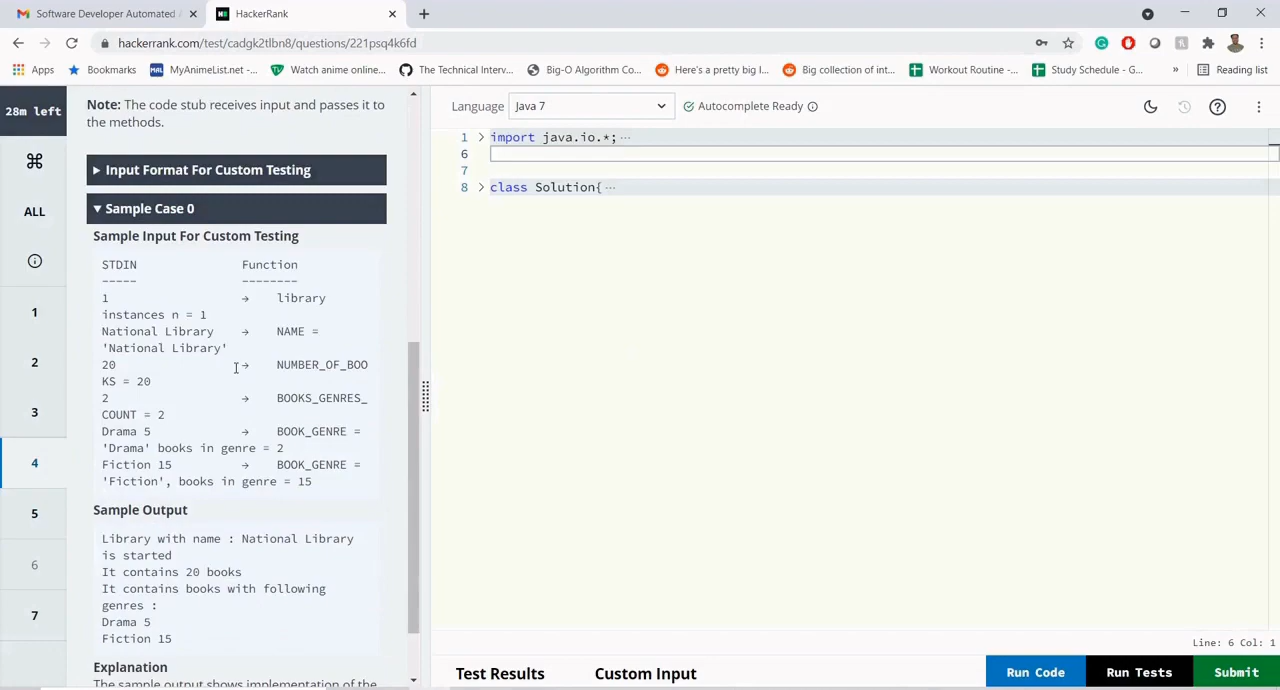 Software Developer Automated A
HackerRank
hackerrank.com/test/cadgk2tlbn8/questions/221psq4k6fd
Apps
Bookmarks
MyAnimeList.net -...
Watch anime online...
The Technical Interv...
Big-O Algorithm Co...
Here's a pretty big l...
Big collection of int...
Workout Routine -...
Study Schedule - G...
»
Reading list
28m left
ALL
1
2
3
4
5
6
7
Note: The code stub receives input and passes it to
the methods.
Input Format For Custom Testing
Sample Case 0
Sample Input For Custom Testing
STDIN Function
----- --------
1 → library
instances n = 1
National Library → NAME =
'National Library'
20 → NUMBER_OF_BOO
KS = 20
2 → BOOKS_GENRES_
COUNT = 2
Drama 5 → BOOK_GENRE =
'Drama' books in genre = 2
Fiction 15 → BOOK_GENRE =
'Fiction', books in genre = 15
Sample Output
Library with name : National Library
is started
It contains 20 books
It contains books with following
genres :
Drama 5
Fiction 15
Explanation
The sample output shows implementation of the
Language Java 7 Autocomplete Ready
1 import java.io.*; ...
6
7
8 class Solution{ ...
Line: 6 Col: 1
Test Results Custom Input Run Code Run Tests Submit